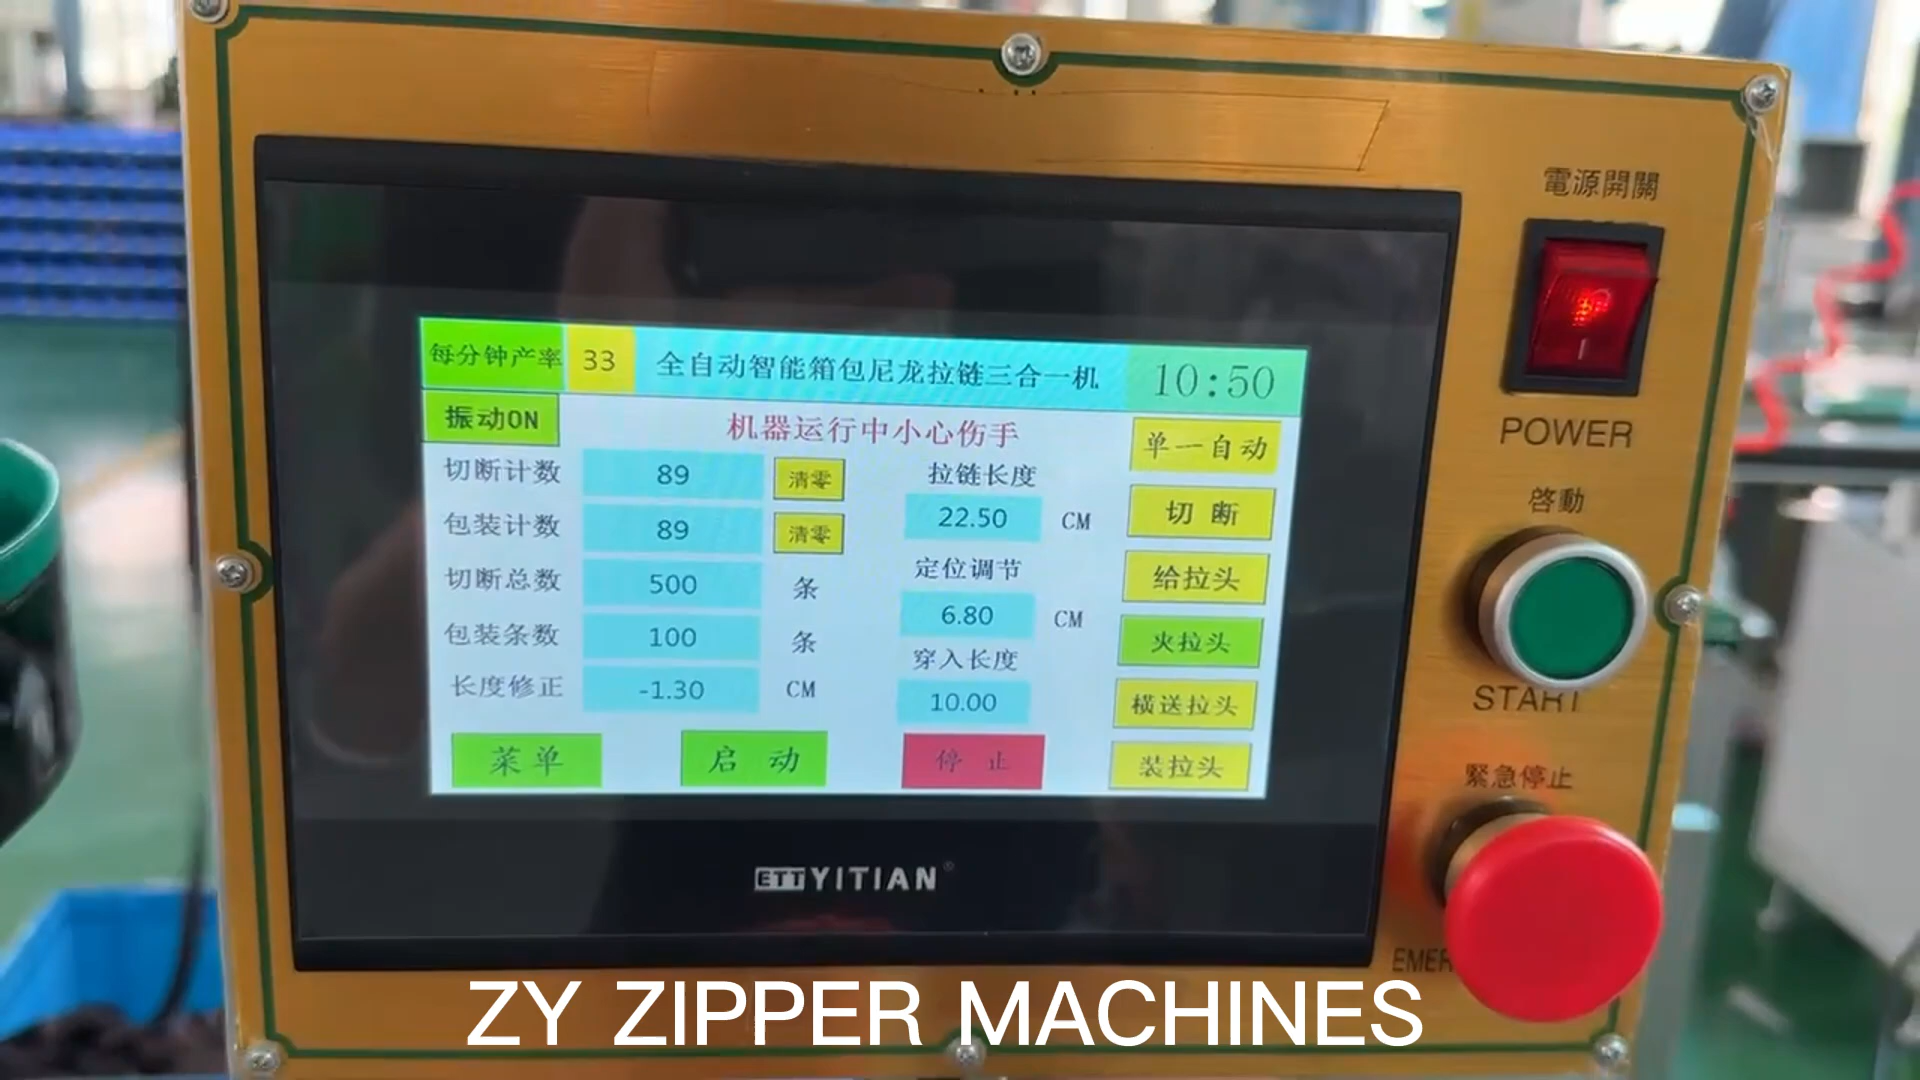 電源開關
POWER
每分钟产率 33 全自动智能箱包尼龙拉链三合一机 10:50
振动ON 机器运行中小心伤手 单一自动
切断计数 89 清零 拉链长度
22.50 CM 切 断
包装计数 89 清零
定位调节 给拉头
切断总数 500 条
6.80 CM
包装条数 100 条 夹拉头
穿入长度
长度修正 -1.30 CM 10.00 横送拉头
菜单 启动 停止 装拉头
啓動
START
緊急停止
EMER
ETT YITIAN®
ZY ZIPPER MACHINES